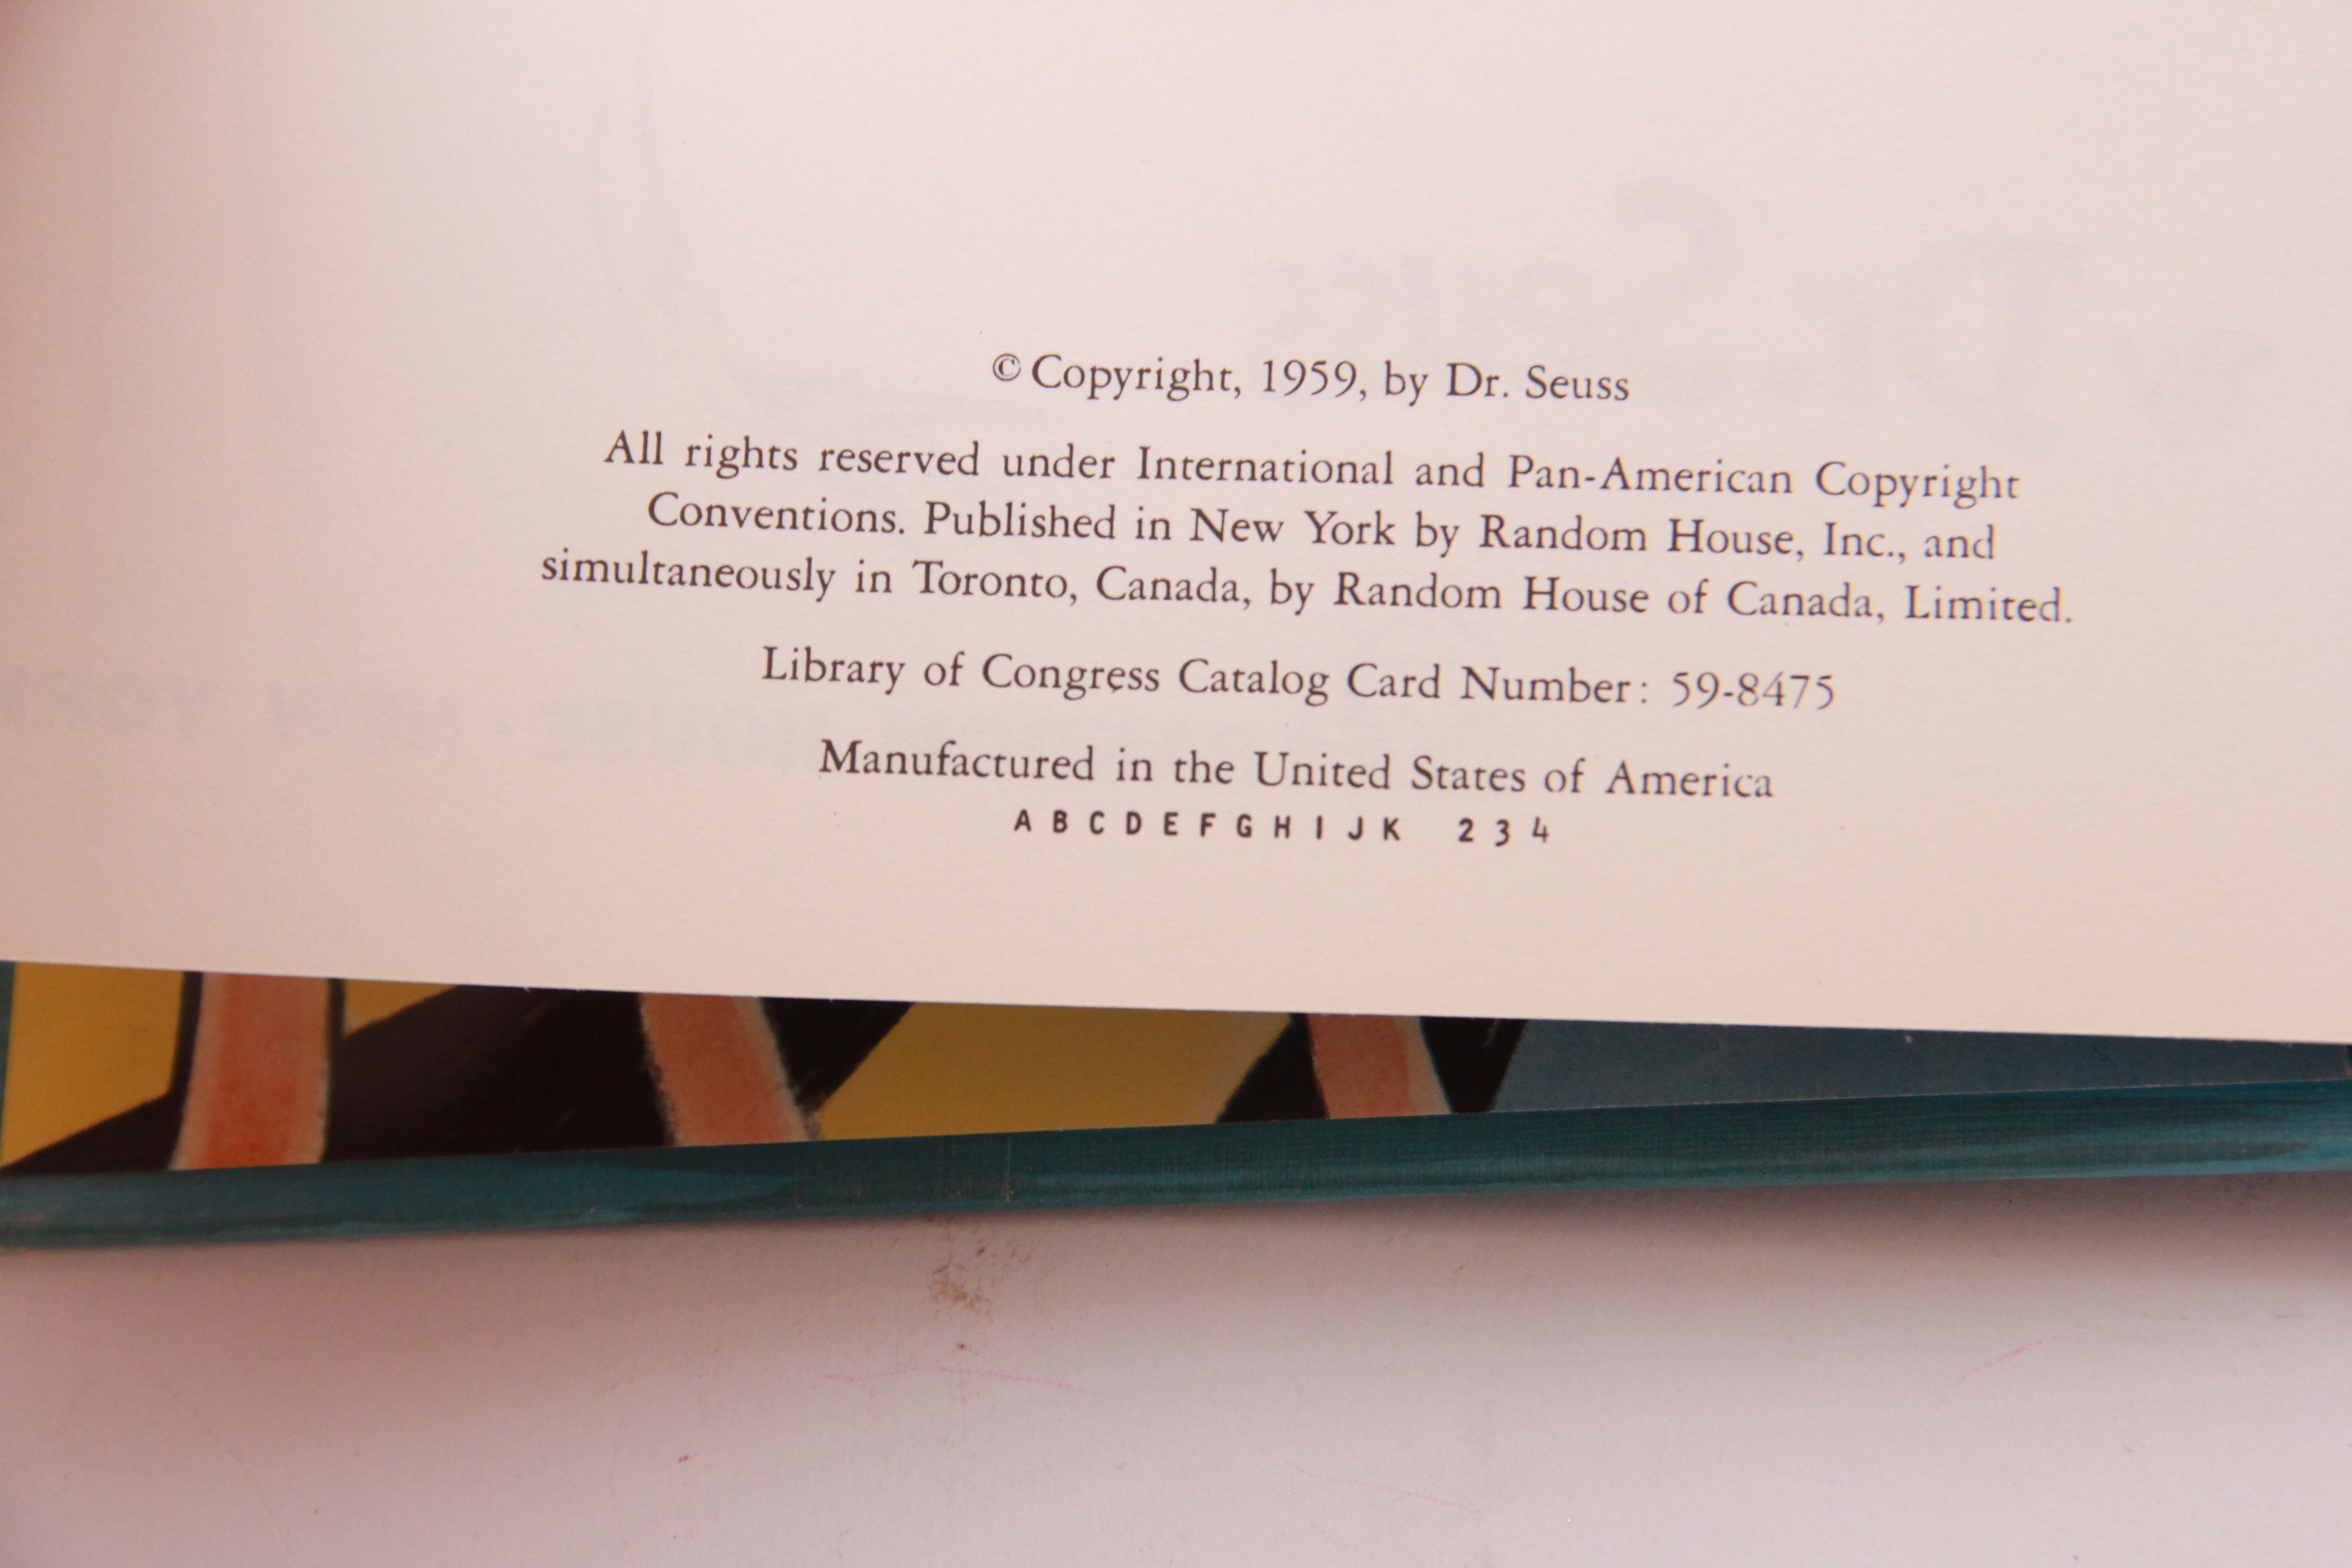 © Copyright, 1959, by Dr. Seuss
All rights reserved under International and Pan-American Copyright
Conventions. Published in New York by Random House, Inc., and
simultaneously in Toronto, Canada, by Random House of Canada, Limited.
Library of Congress Catalog Card Number: 59-8475
Manufactured in the United States of America
A B C D E F G H I J K 2 3 4